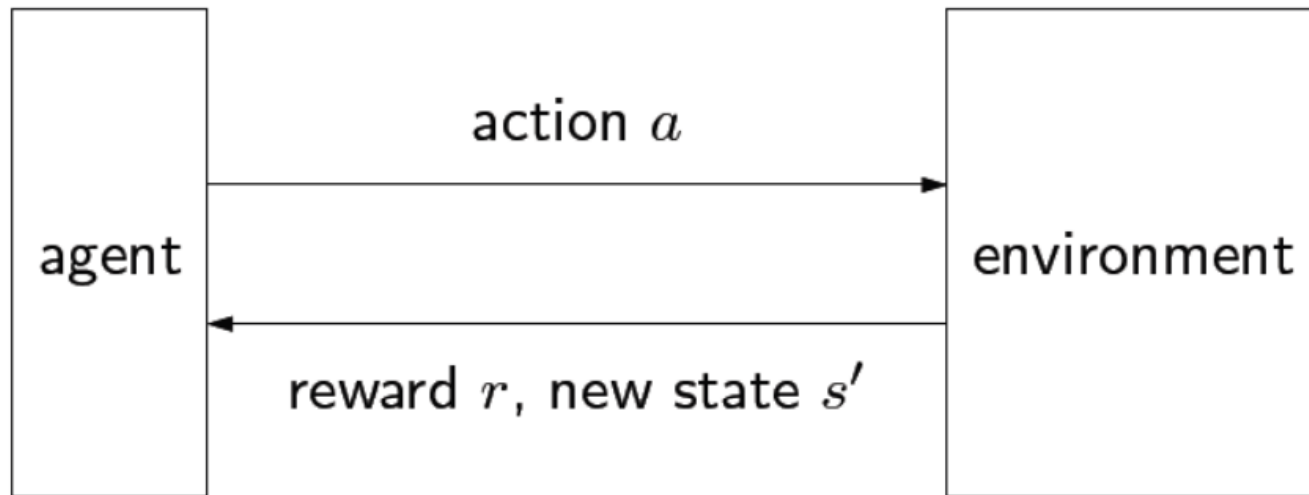 action a
agent
environment
reward r, new state s′